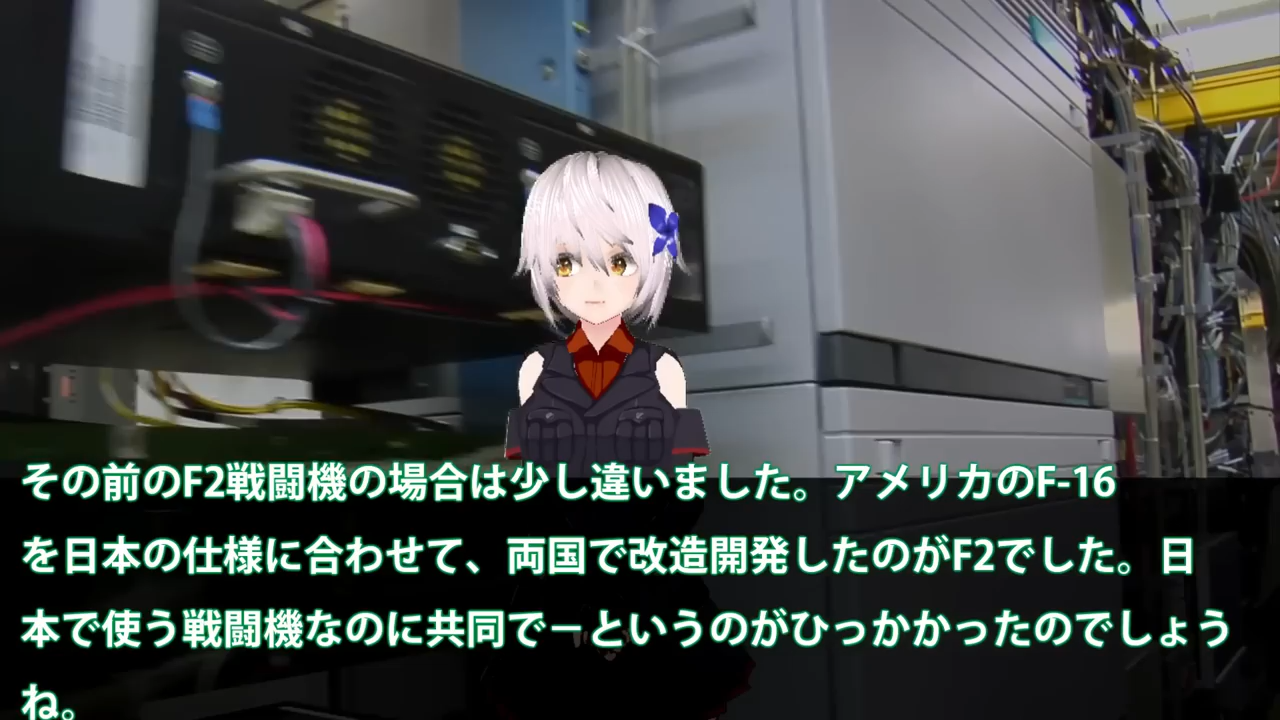 その前のF2戦闘機の場合は少し違いました。アメリカのF-16
を日本の仕様に合わせて、両国で改造開発したのがF2でした。日
本で使う戦闘機なのに共同で－というのがひっかかったのでしょう
ね。